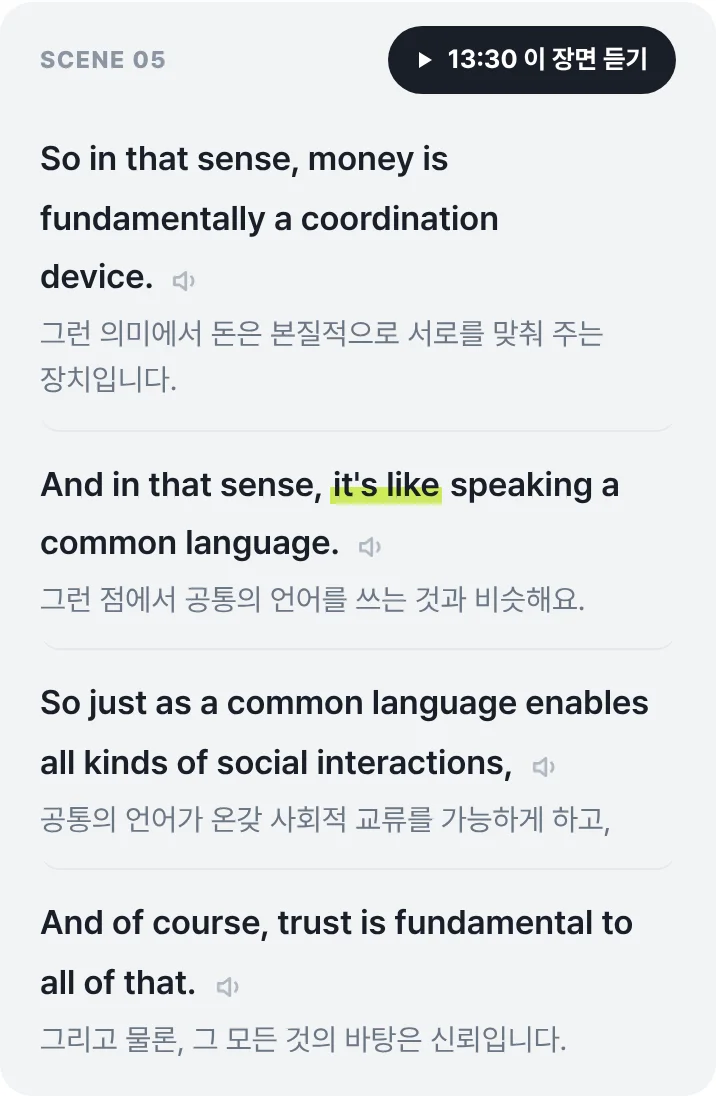 SCENE 05
13:30 이 장면 듣기
So in that sense, money is
fundamentally a coordination
device.
그런 의미에서 돈은 본질적으로 서로를 맞춰 주는
장치입니다.
And in that sense, it's like speaking a
common language.
그런 점에서 공통의 언어를 쓰는 것과 비슷해요.
So just as a common language enables
all kinds of social interactions,
공통의 언어가 온갖 사회적 교류를 가능하게 하고,
And of course, trust is fundamental to
all of that.
그리고 물론, 그 모든 것의 바탕은 신뢰입니다.